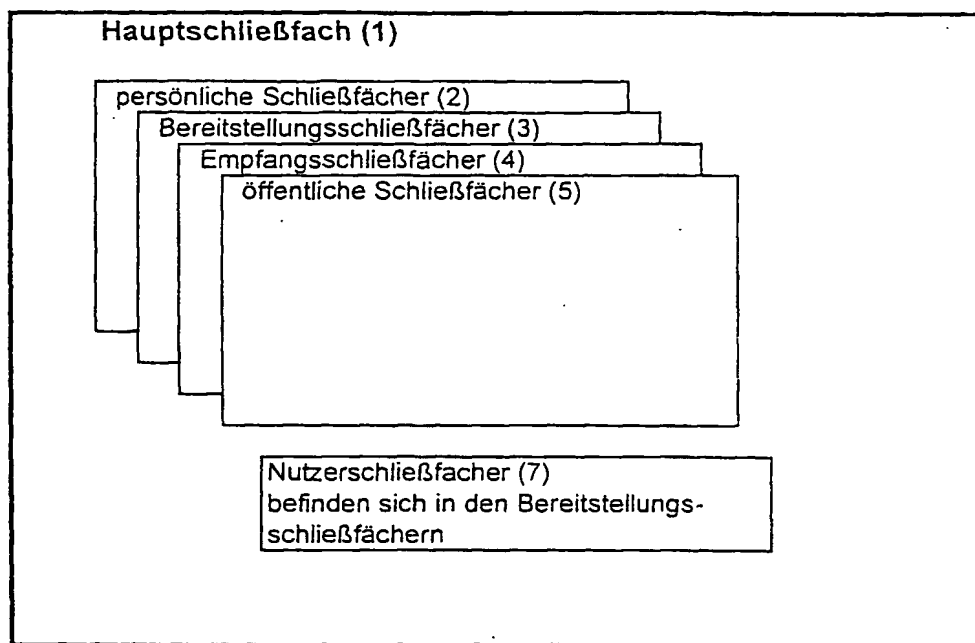 Hauptschließfach (1)
persönliche Schließfächer (2)
Bereitstellungsschließfächer (3)
Empfangsschließfächer (4)
öffentliche Schließfächer (5)
Nutzerschließfacher (7)
befinden sich in den Bereitstellungs-
schließfächern